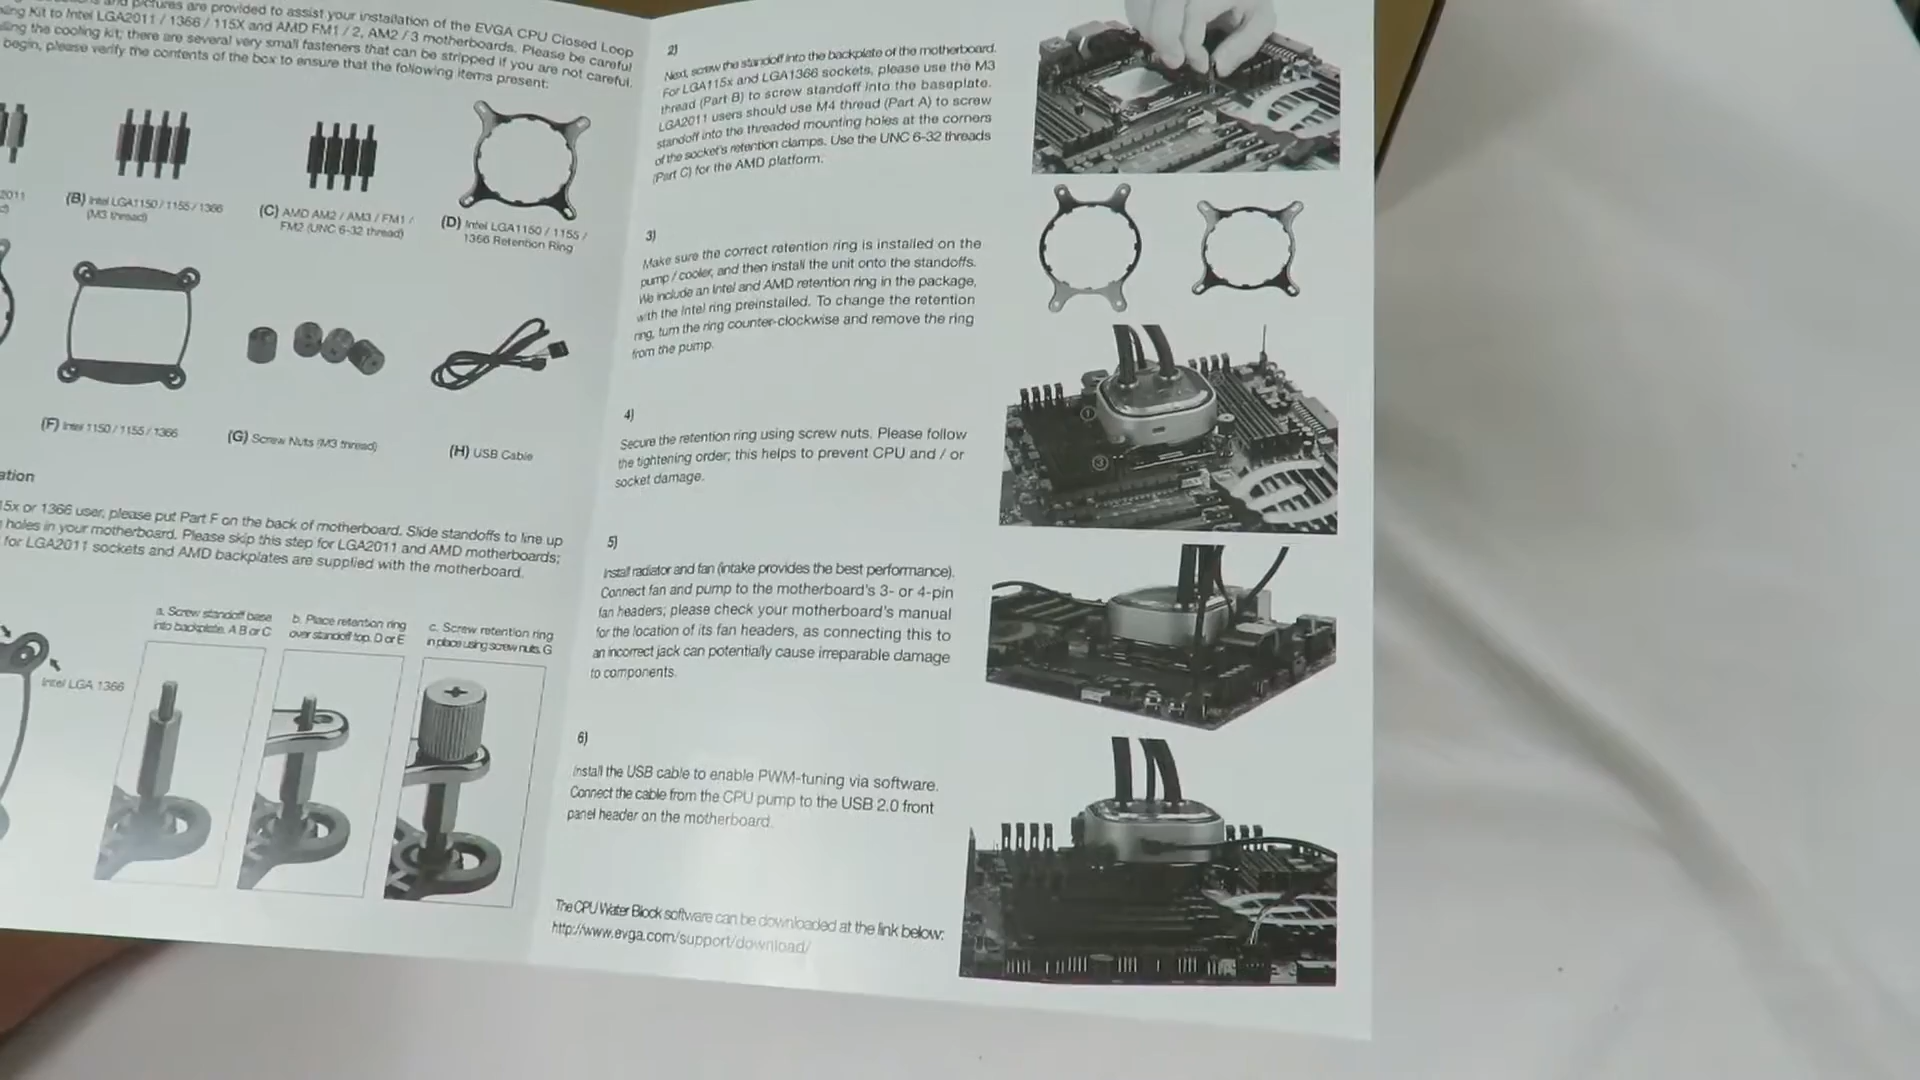 and pictures are provided to assist your installation of the EVGA CPU Closed Loop
Kit to Intel LGA2011 / 1366 / 115X and AMD FM1 / 2, AM2 / 3 motherboards. Please be careful
the cooling kit; there are several very small fasteners that can be stripped if you are not careful.
begin, please verify the contents of the box to ensure that the following items present:
2011
(B) Intel LGA1150 / 1155 / 1366
(M3 thread)
(C) AMD AM2 / AM3 / FM1 /
FM2 (UNC 6-32 thread)
(D) Intel LGA1150 / 1155 /
1366 Retention Ring
(F) Intel 1150 / 1155 / 1366
(G) Screw Nuts (M3 thread)
(H) USB Cable
15x or 1366 user, please put Part F on the back of motherboard. Slide standoffs to line up
holes in your motherboard. Please skip this step for LGA2011 and AMD motherboards;
for LGA2011 sockets and AMD backplates are supplied with the motherboard.
Intel LGA 1366
a. Screw standoff base
into backplate. A B or C
b. Place retention ring
over standoff top. D or E
c. Screw retention ring
in place using screw nuts. G
2)
Next, screw the standoff into the backplate of the motherboard.
For LGA115x and LGA1366 sockets, please use the M3
thread (Part B) to screw standoff into the baseplate.
LGA2011 users should use M4 thread (Part A) to screw
standoff into the threaded mounting holes at the corners
of the socket's retention clamps. Use the UNC 6-32 threads
(Part C) for the AMD platform.
3)
Make sure the correct retention ring is installed on the
pump / cooler, and then install the unit onto the standoffs.
We include an Intel and AMD retention ring in the package,
with the Intel ring preinstalled. To change the retention
ring, turn the ring counter-clockwise and remove the ring
from the pump.
4)
Secure the retention ring using screw nuts. Please follow
the tightening order; this helps to prevent CPU and / or
socket damage.
1
3
5)
Install radiator and fan (intake provides the best performance).
Connect fan and pump to the motherboard's 3- or 4-pin
fan headers; please check your motherboard's manual
for the location of its fan headers, as connecting this to
an incorrect jack can potentially cause irreparable damage
to components.
6)
Install the USB cable to enable PWM-tuning via software.
Connect the cable from the CPU pump to the USB 2.0 front
panel header on the motherboard.
The CPU Water Block software can be downloaded at the link below:
http://www.evga.com/support/download/